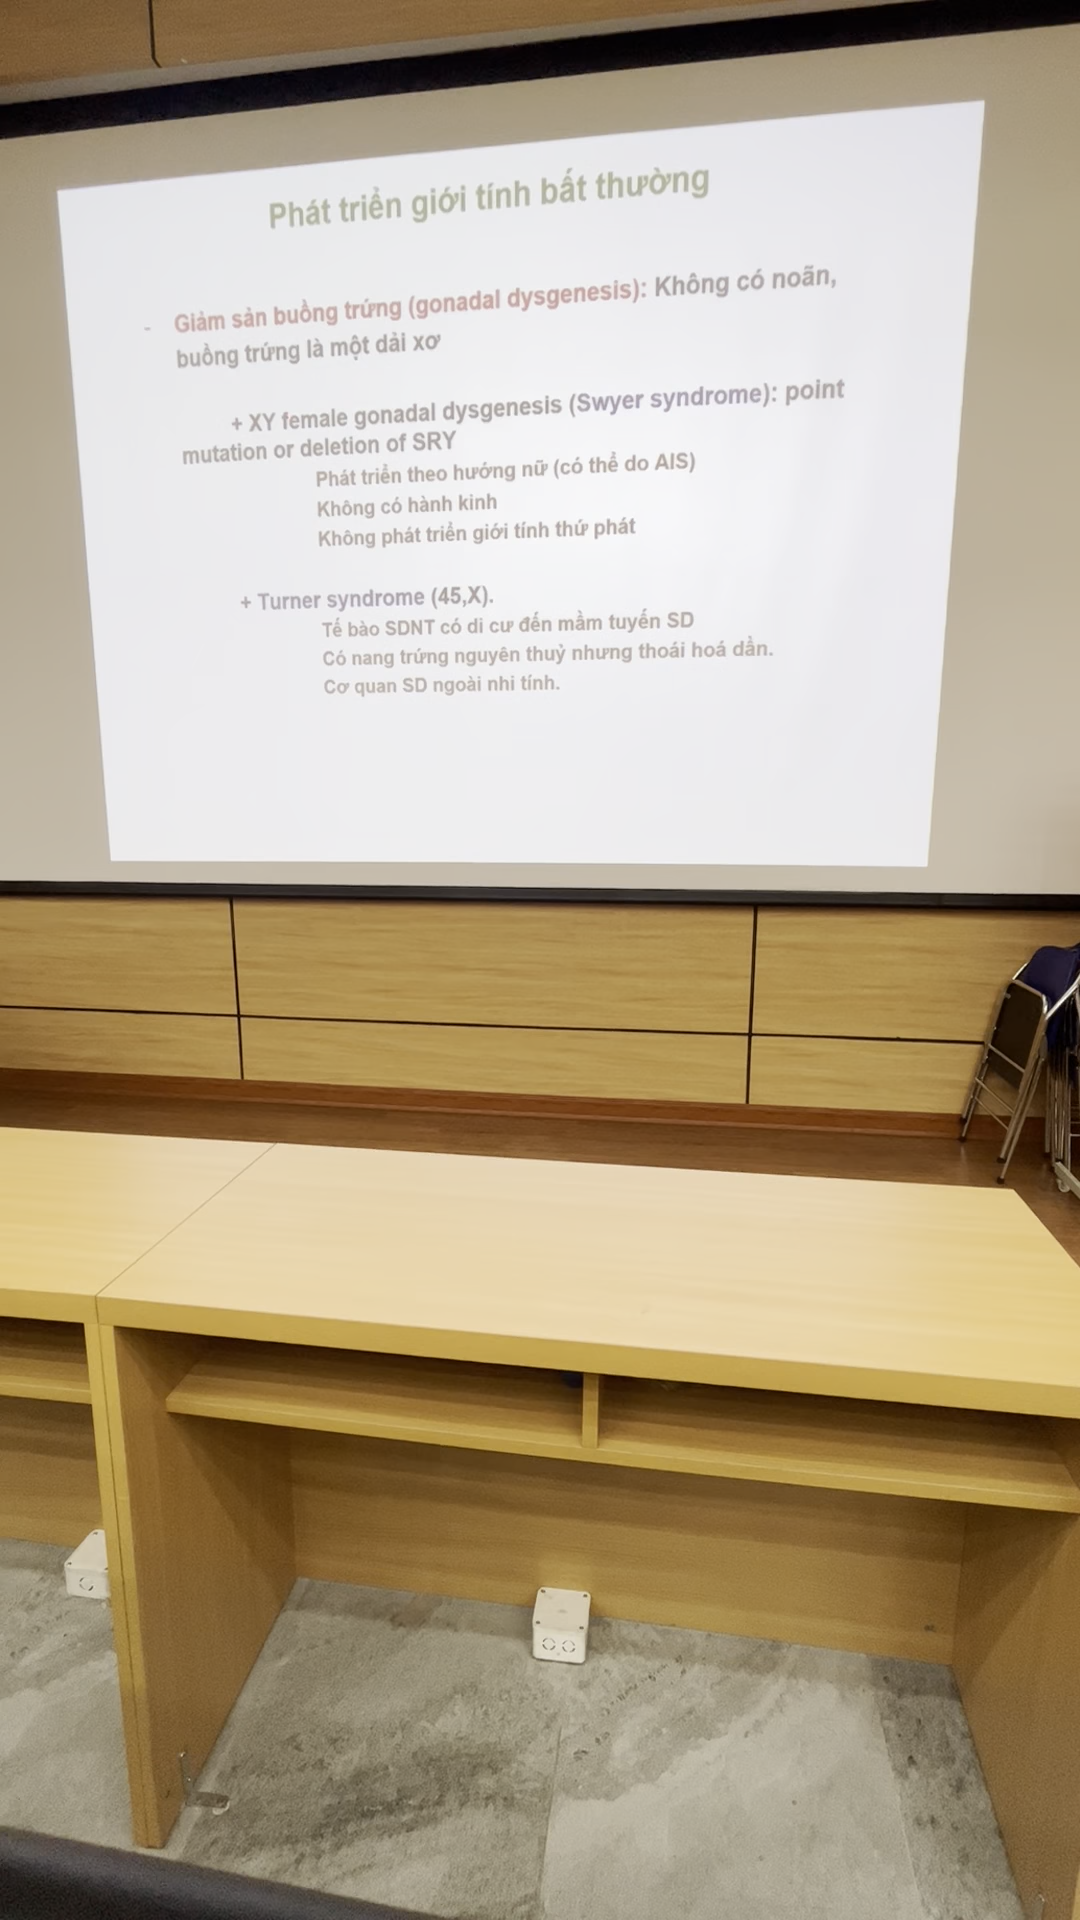 Phát triển giới tính bất thường
- Giảm sản buồng trứng (gonadal dysgenesis): Không có noãn,
buồng trứng là một dải xơ
+ XY female gonadal dysgenesis (Swyer syndrome): point
mutation or deletion of SRY
Phát triển theo hướng nữ (có thể do AIS)
Không có hành kinh
Không phát triển giới tính thứ phát
+ Turner syndrome (45,X).
Tế bào SDNT có di cư đến mầm tuyến SD
Có nang trứng nguyên thuỷ nhưng thoái hoá dần.
Cơ quan SD ngoài nhi tính.